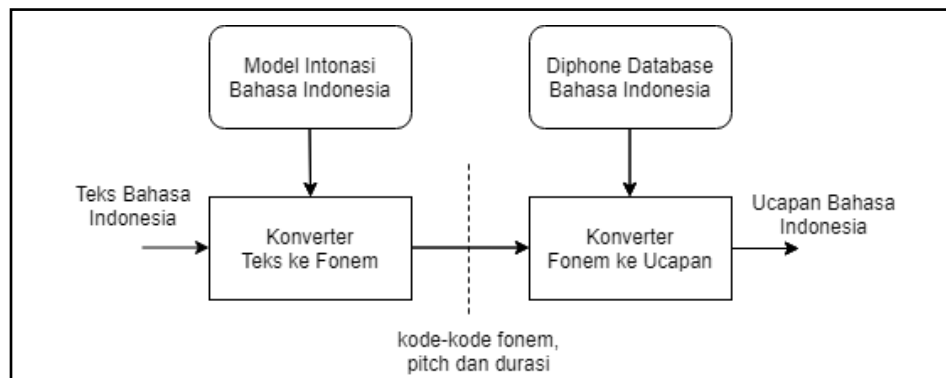 Model Intonasi
Bahasa Indonesia
Diphone Database
Bahasa Indonesia
Teks Bahasa
Indonesia
Konverter
Teks ke Fonem
Konverter
Fonem ke Ucapan
Ucapan Bahasa
Indonesia
kode-kode fonem,
pitch dan durasi